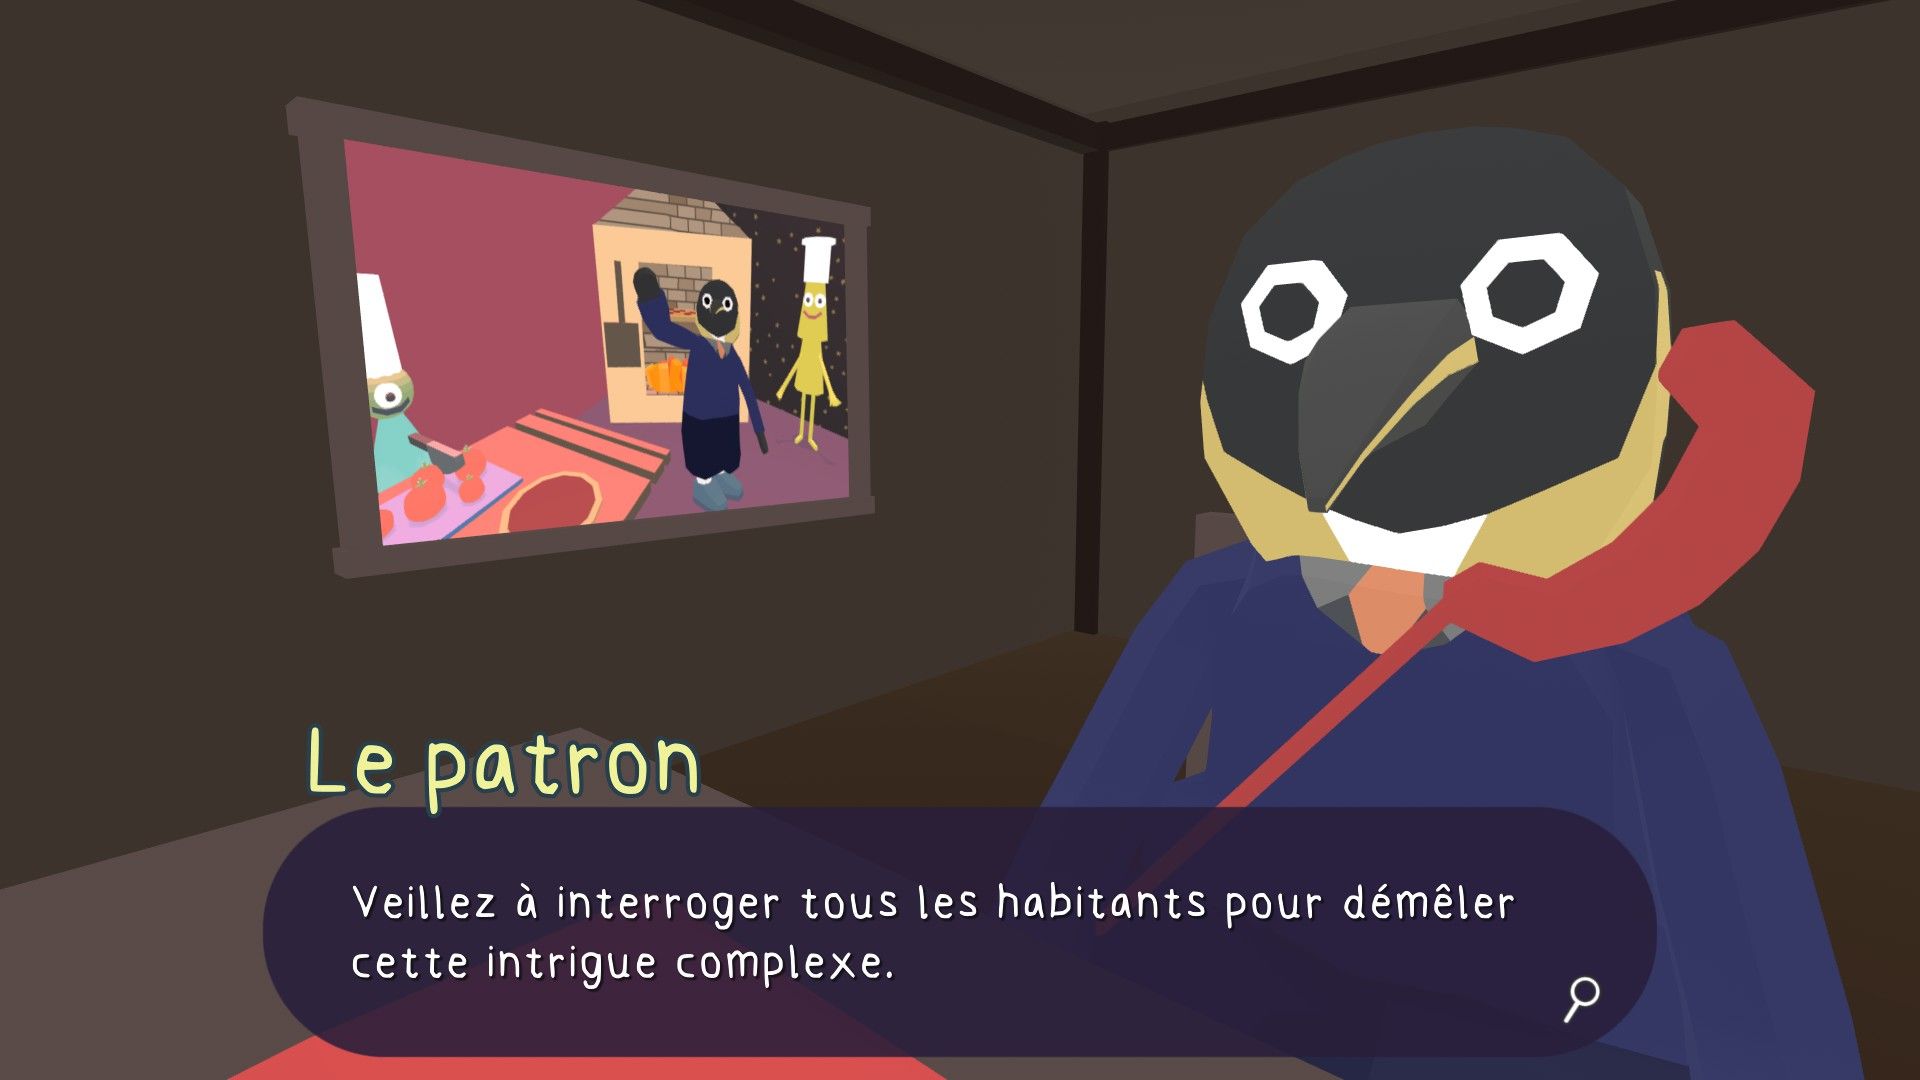 Le patron
Veillez à interroger tous les habitants pour démêler
cette intrigue complexe.